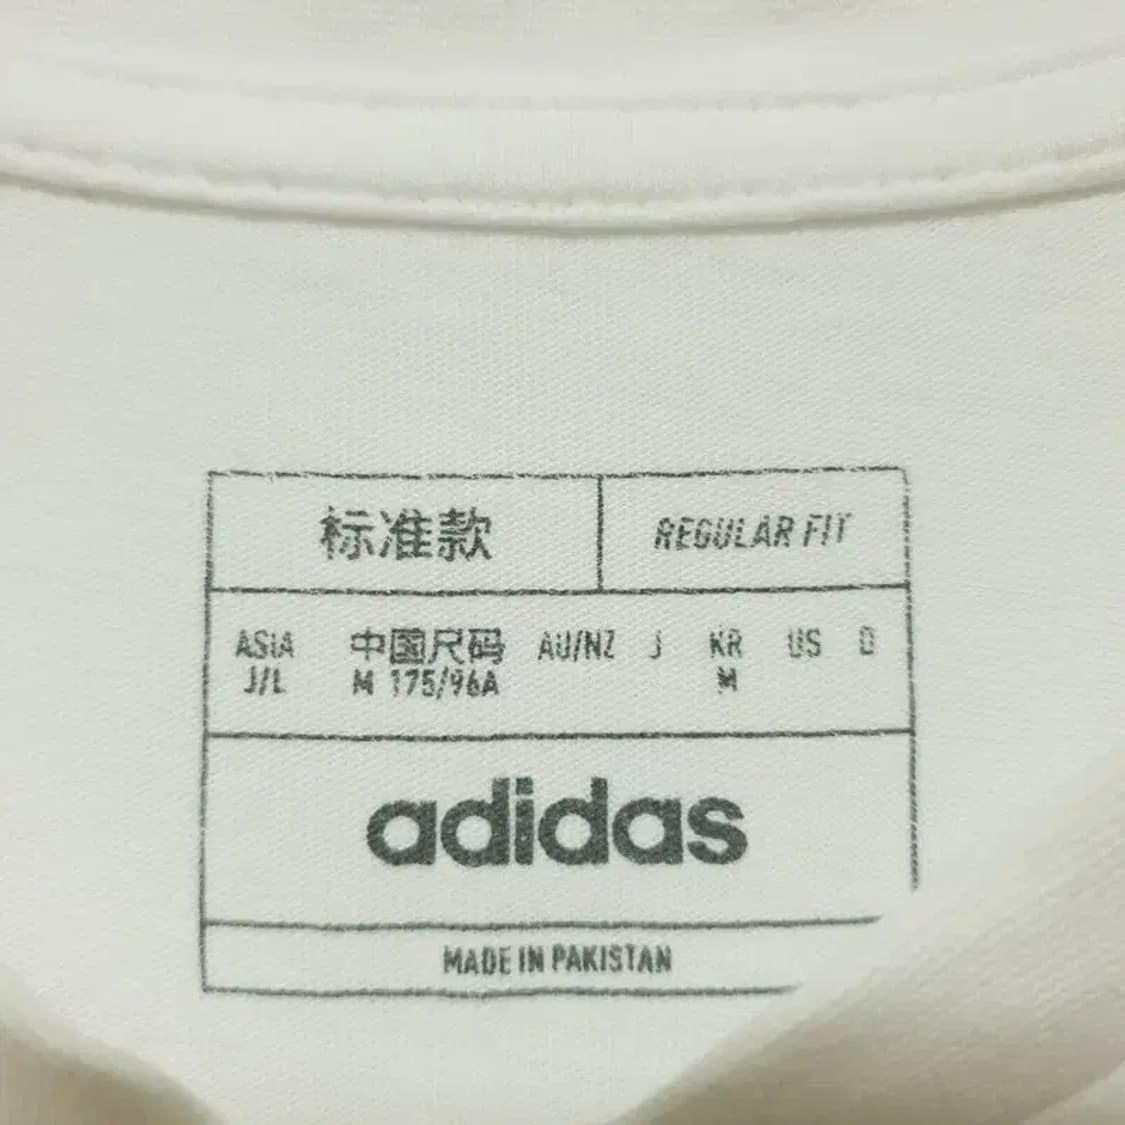 标准款 REGULAR FIT
ASIA 中国尺码 AU/NZ J KR US D
J/L M 175/96A M
adidas
MADE IN PAKISTAN